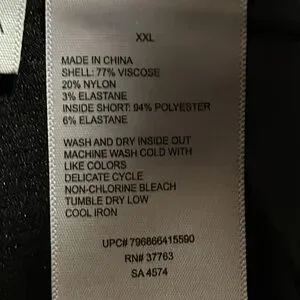 XXL
MADE IN CHINA
SHELL: 77% VISCOSE
20% NYLON
3% ELASTANE
INSIDE SHORT: 94% POLYESTER
6% ELASTANE
WASH AND DRY INSIDE OUT
MACHINE WASH COLD WITH
LIKE COLORS
DELICATE CYCLE
NON-CHLORINE BLEACH
TUMBLE DRY LOW
COOL IRON
UPC# 796866415590
RN# 37763
SA 4574